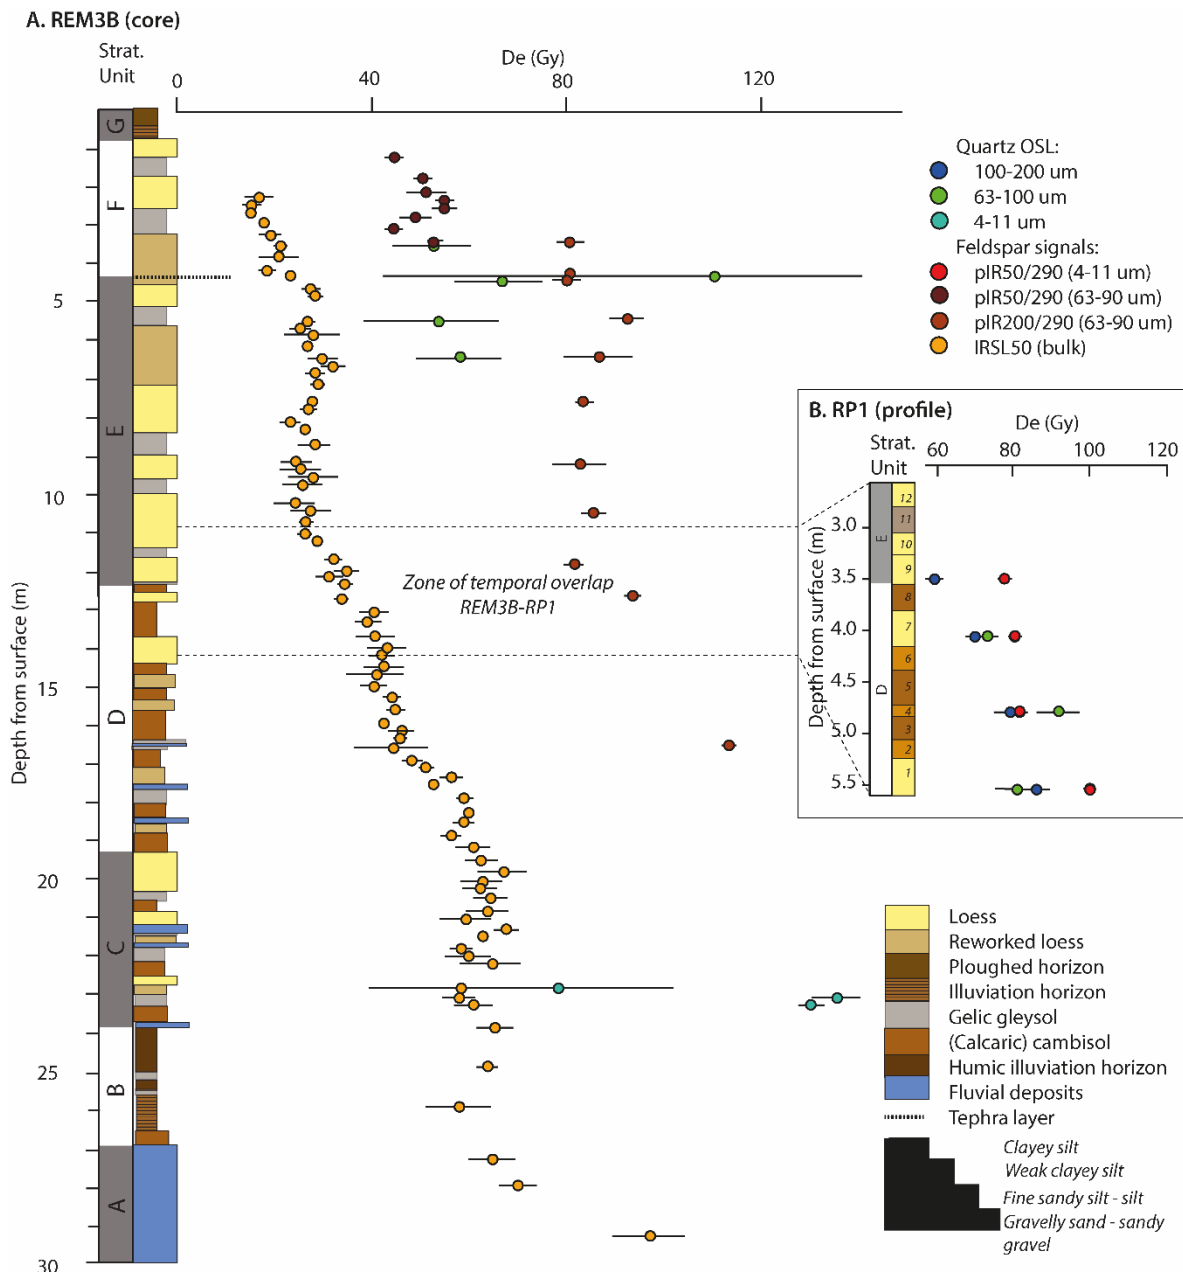 A. REM3B (core)
Strat.
Unit
De (Gy)
0
40
80
120
G
F
E
D
C
B
A
5
10
15
20
25
30
Depth from surface (m)
Zone of temporal overlap
REM3B-RP1
Quartz OSL:
100-200 um
63-100 um
4-11 um
Feldspar signals:
pIR50/290 (4-11 um)
pIR50/290 (63-90 um)
pIR200/290 (63-90 um)
IRSL50 (bulk)
B. RP1 (profile)
De (Gy)
Strat.
Unit
60
80
100
120
Depth from surface (m)
3.0
3.5
4.0
4.5
5.0
5.5
E
D
12
11
10
9
8
7
6
5
4
3
2
1
Loess
Reworked loess
Ploughed horizon
Illuviation horizon
Gelic gleysol
(Calcaric) cambisol
Humic illuviation horizon
Fluvial deposits
Tephra layer
Clayey silt
Weak clayey silt
Fine sandy silt - silt
Gravelly sand - sandy
gravel